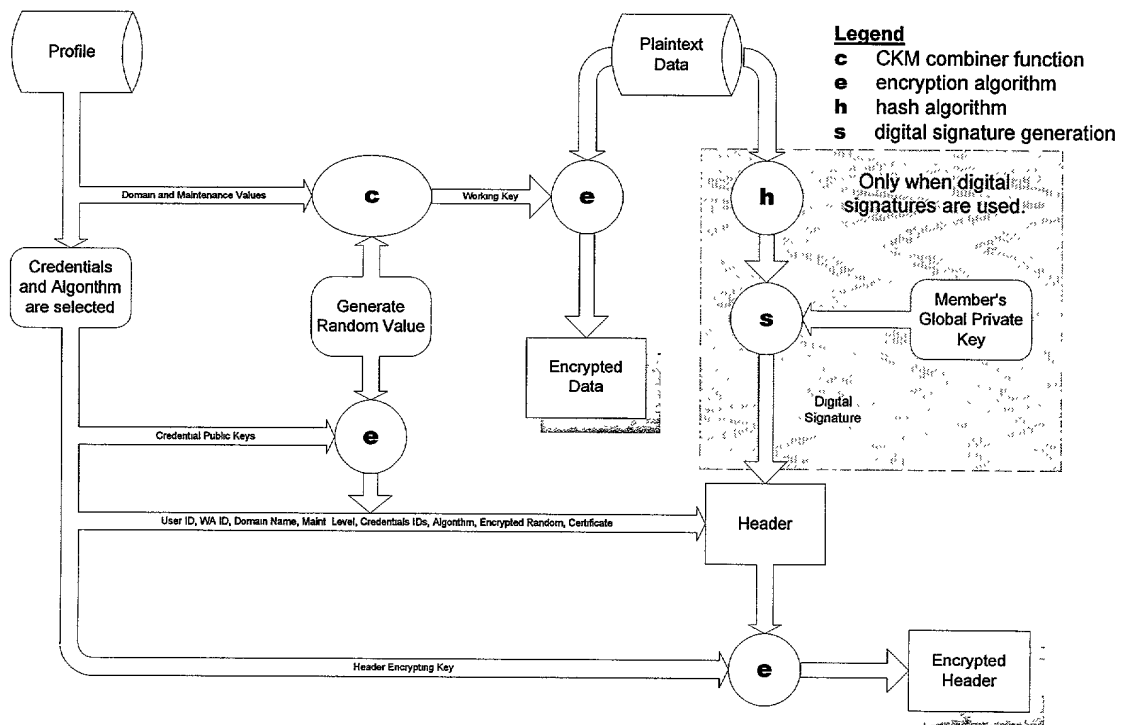 Profile
Plaintext
Data
Legend
c CKM combiner function
e encryption algorithm
h hash algorithm
s digital signature generation
Domain and Maintenance Values
c
Working Key
e
h
Only when digital
signatures are used.
Credentials
and Algorithm
are selected
Generate
Random Value
s
Member's
Global Private
Key
Encrypted
Data
Digital
Signature
Credential Public Keys
e
User ID, WA ID, Domain Name, Maint Level, Credentials IDs, Algorithm, Encrypted Random, Certificate
Header
Header Encrypting Key
e
Encrypted
Header